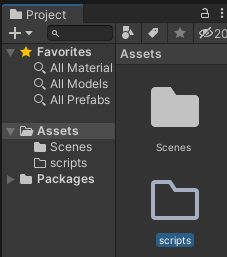 Project
20
Favorites
All Material
All Models
All Prefabs
Assets
Scenes
scripts
Packages
Assets
Scenes
scripts